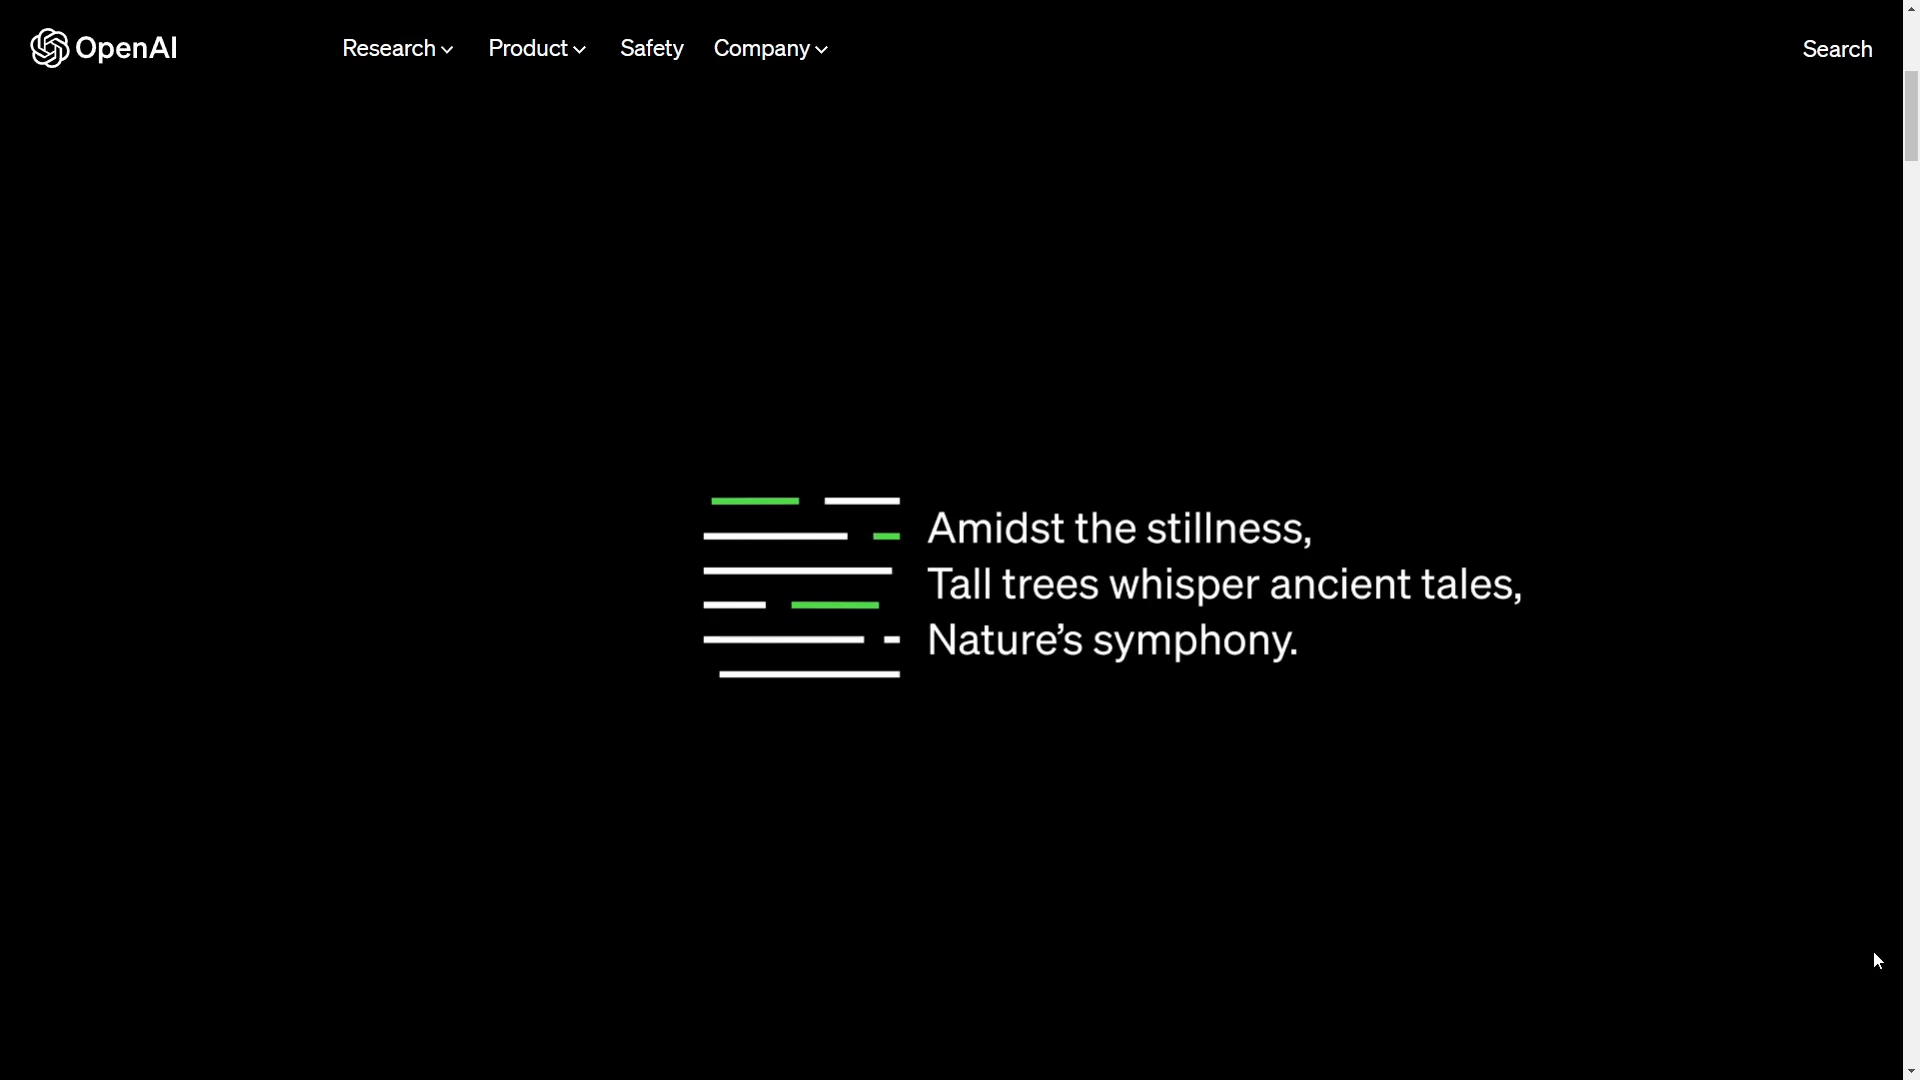 OpenAI
Research
Product
Safety
Company
Search
Amidst the stillness,
Tall trees whisper ancient tales,
Nature’s symphony.